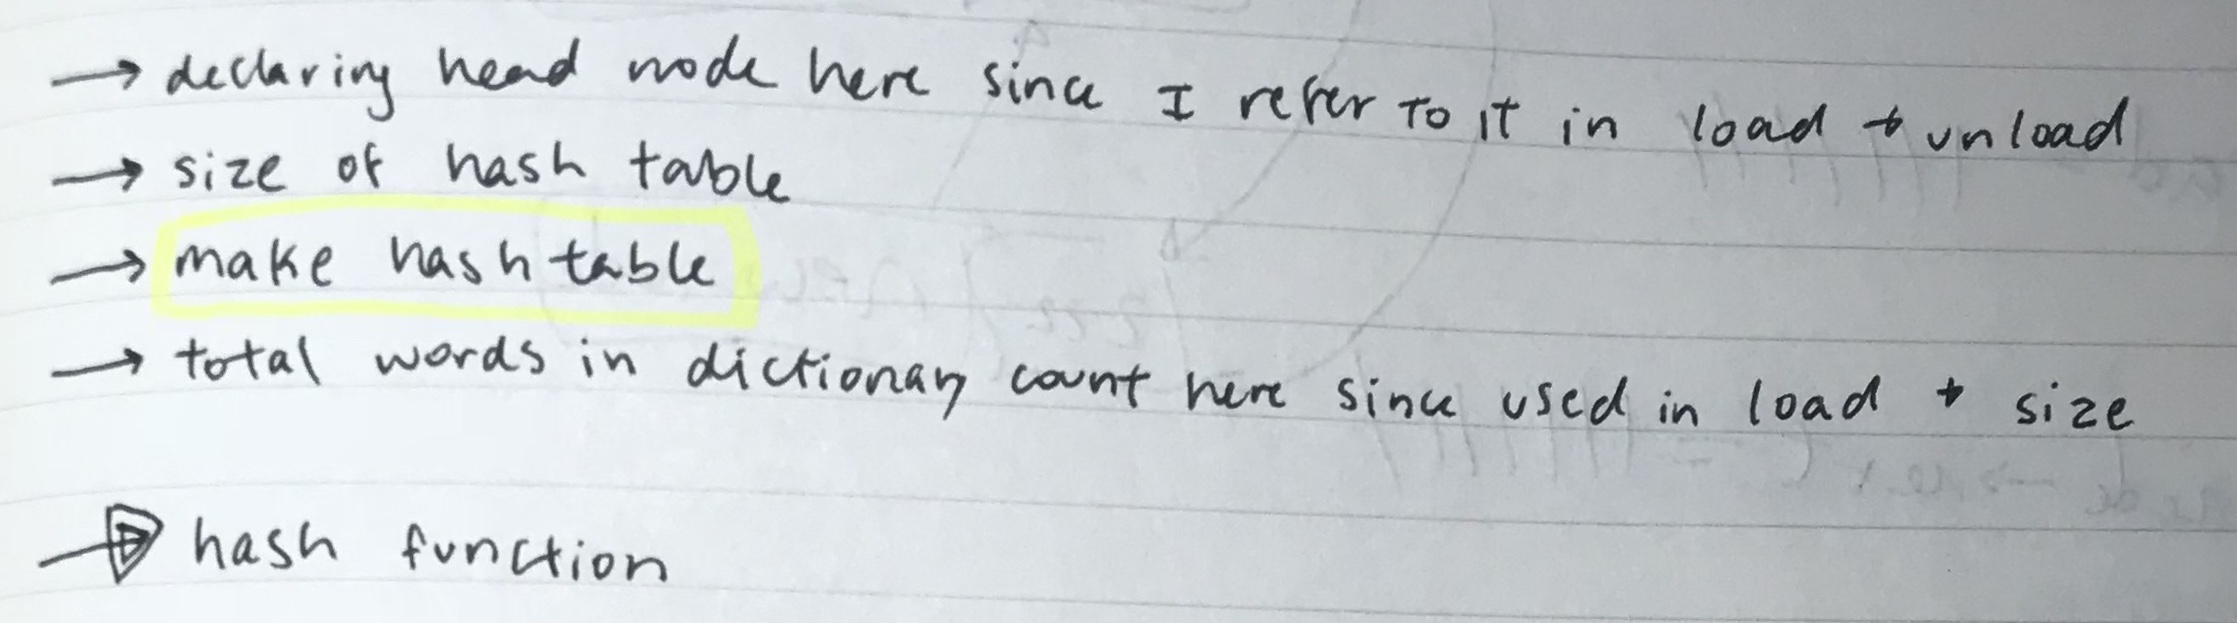 → declaring head node here since I refer to it in load + unload
→ size of hash table
→ make hash table
→ total words in dictionary count here since used in load + size
→ hash function